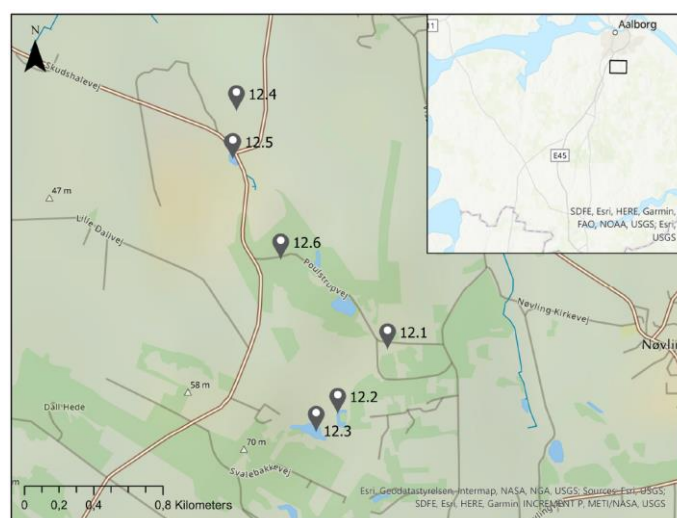 N
Skudshalevej
12.4
12.5
47 m
Lille Dallvej
12.6
Poulstrupvej
12.1
Nøvling Kirkevej
Nøvlin
58 m
12.2
12.3
Dall Hede
70 m
Svalebakkevej
0 0,2 0,4 0,8 Kilometers
Esri, Geodatastyrelsen, Intermap, NASA, NGA, USGS; Sources: Esri, USGS;
SDFE, Esri, HERE, Garmin, INCREMENT P, METI/NASA, USGS
Aalborg
E45
SDFE, Esri, HERE, Garmin,
FAO, NOAA, USGS; Esri,
USGS